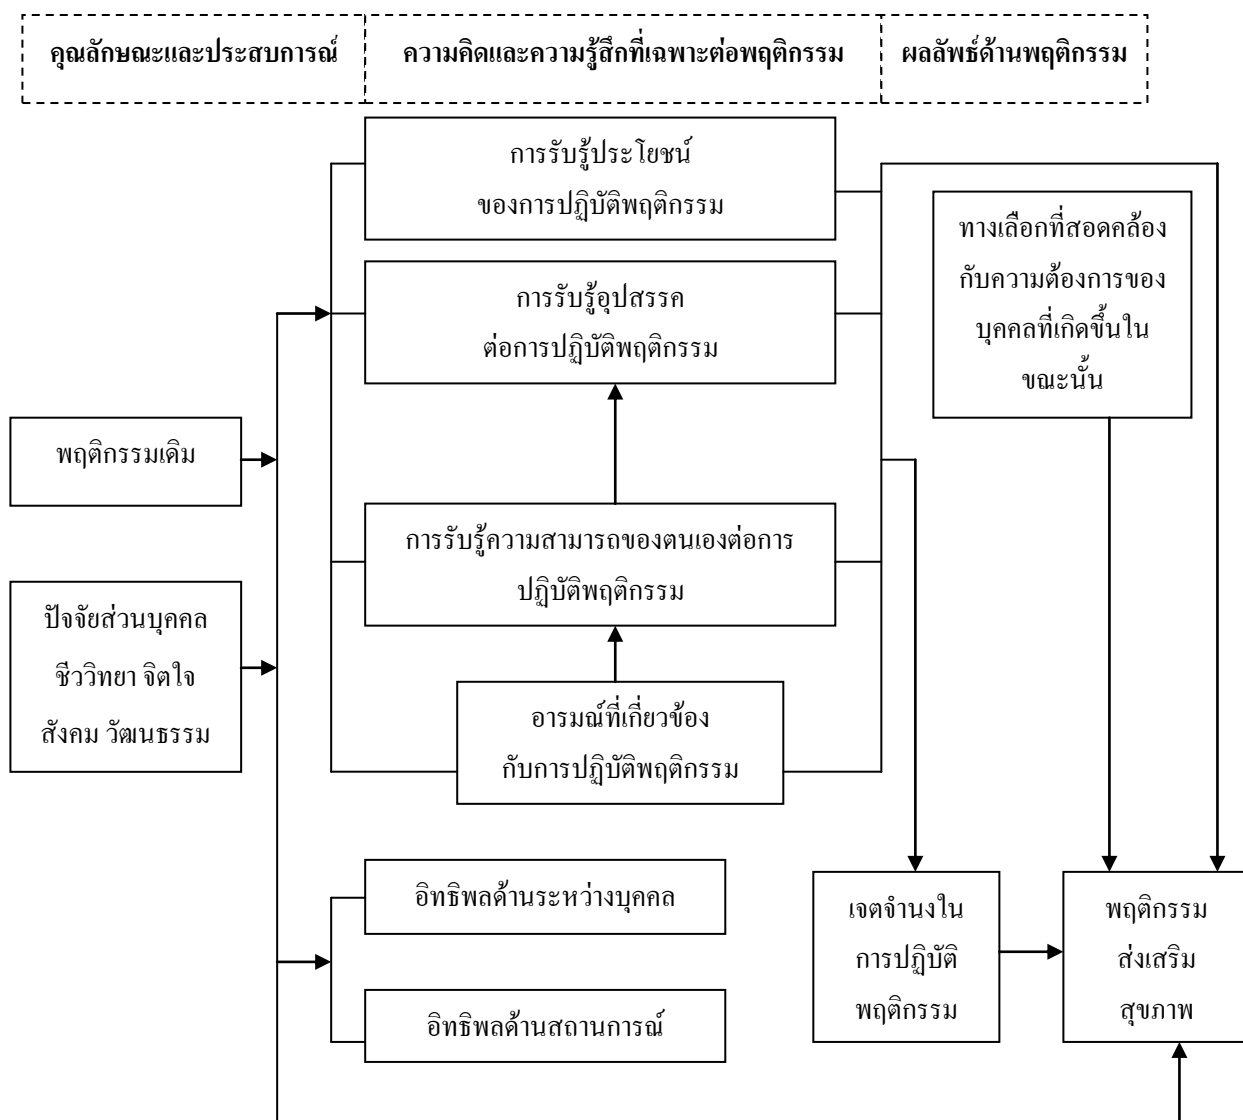 คุณลักษณะและประสบการณ์
ความคิดและความรู้สึกที่เฉพาะต่อพฤติกรรม
ผลลัพธ์ด้านพฤติกรรม
การรับรู้ประโยชน์
ของการปฏิบัติพฤติกรรม
ทางเลือกที่สอดคล้อง
กับความต้องการของ
บุคคลที่เกิดขึ้นใน
ขณะนั้น
การรับรู้อุปสรรค
ต่อการปฏิบัติพฤติกรรม
พฤติกรรมเดิม
การรับรู้ความสามารถของตนเองต่อการ
ปฏิบัติพฤติกรรม
ปัจจัยส่วนบุคคล
ชีววิทยา จิตใจ
สังคม วัฒนธรรม
อารมณ์ที่เกี่ยวข้อง
กับการปฏิบัติพฤติกรรม
อิทธิพลด้านระหว่างบุคคล
อิทธิพลด้านสถานการณ์
เจตจำนงใน
การปฏิบัติ
พฤติกรรม
พฤติกรรม
ส่งเสริม
สุขภาพ